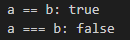 a == b: true
a === b: false